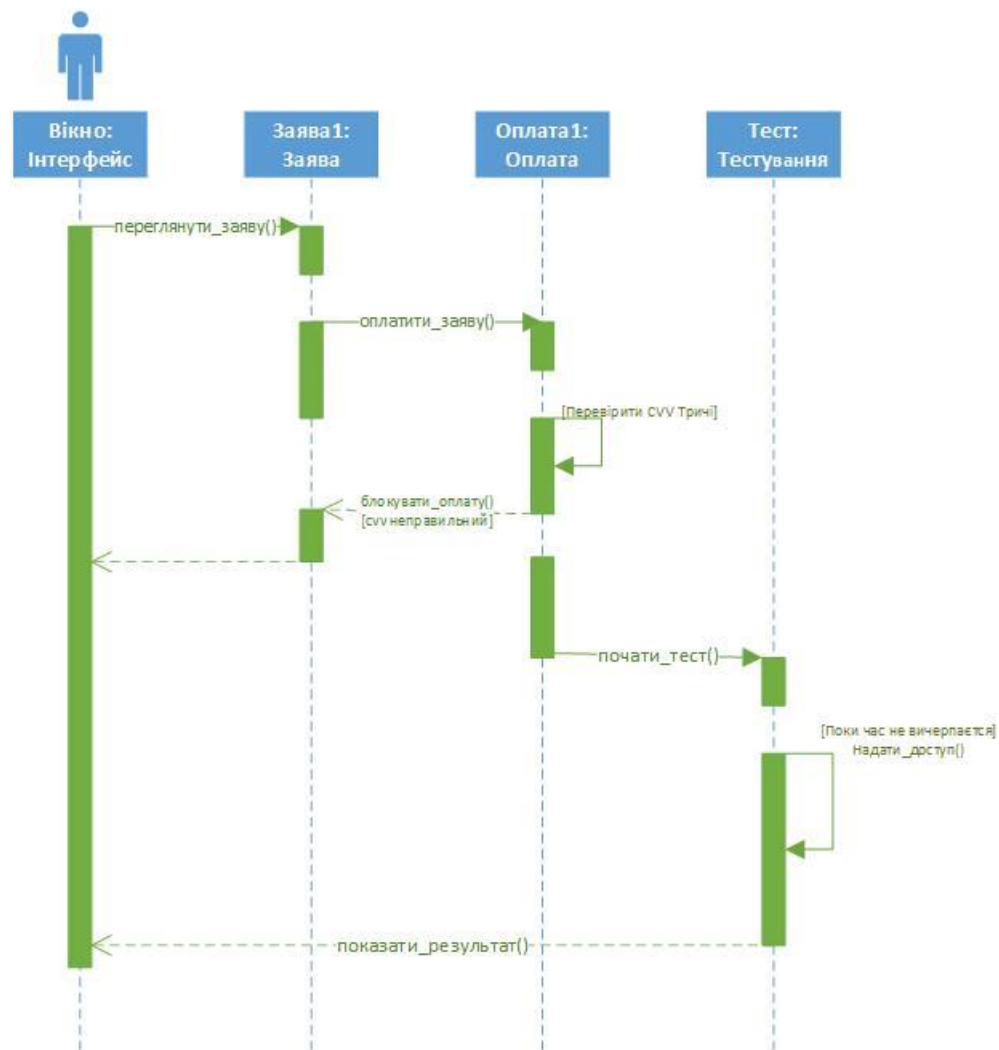 Вікно:
Інтерфейс
Заява1:
Заява
Оплата1:
Оплата
Тест:
Тестування
переглянути_заяву()
оплатити_заяву()
[Перевірити CVV Тричі]
блокувати_оплату()
[cvv неправильний]
почати_тест()
[Поки час не вичерпаєтся]
Надати_доступ()
показати_результат()